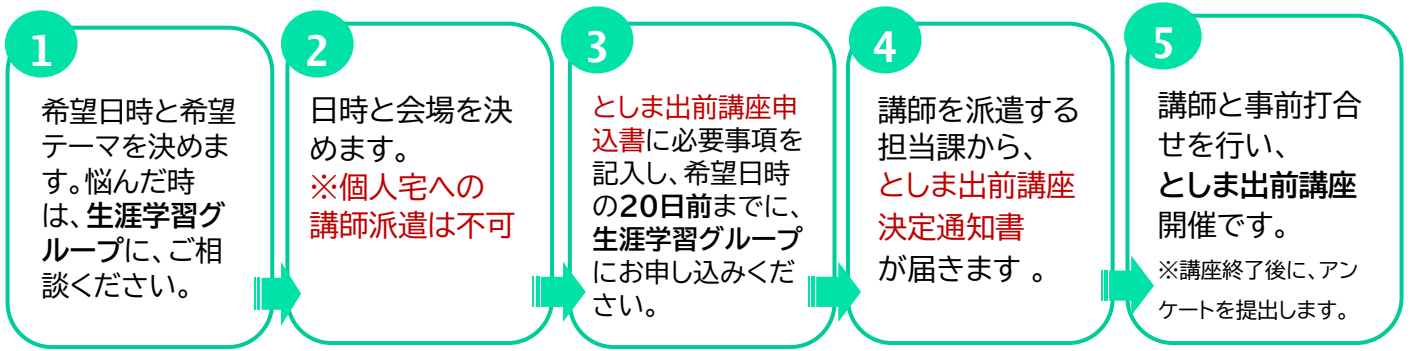 1
希望日時と希望
テーマを決めま
す。悩んだ時
は、生涯学習グ
ループに、ご相
談ください。
2
日時と会場を決
めます。
※個人宅への
講師派遣は不可
3
としま出前講座申
込書に必要事項を
記入し、希望日時
の20日前までに、
生涯学習グループ
にお申し込みくだ
さい。
4
講師を派遣する
担当課から、
としま出前講座
決定通知書
が届きます 。
5
講師と事前打合
せを行い、
としま出前講座
開催です。
※講座終了後に、アン
ケートを提出します。